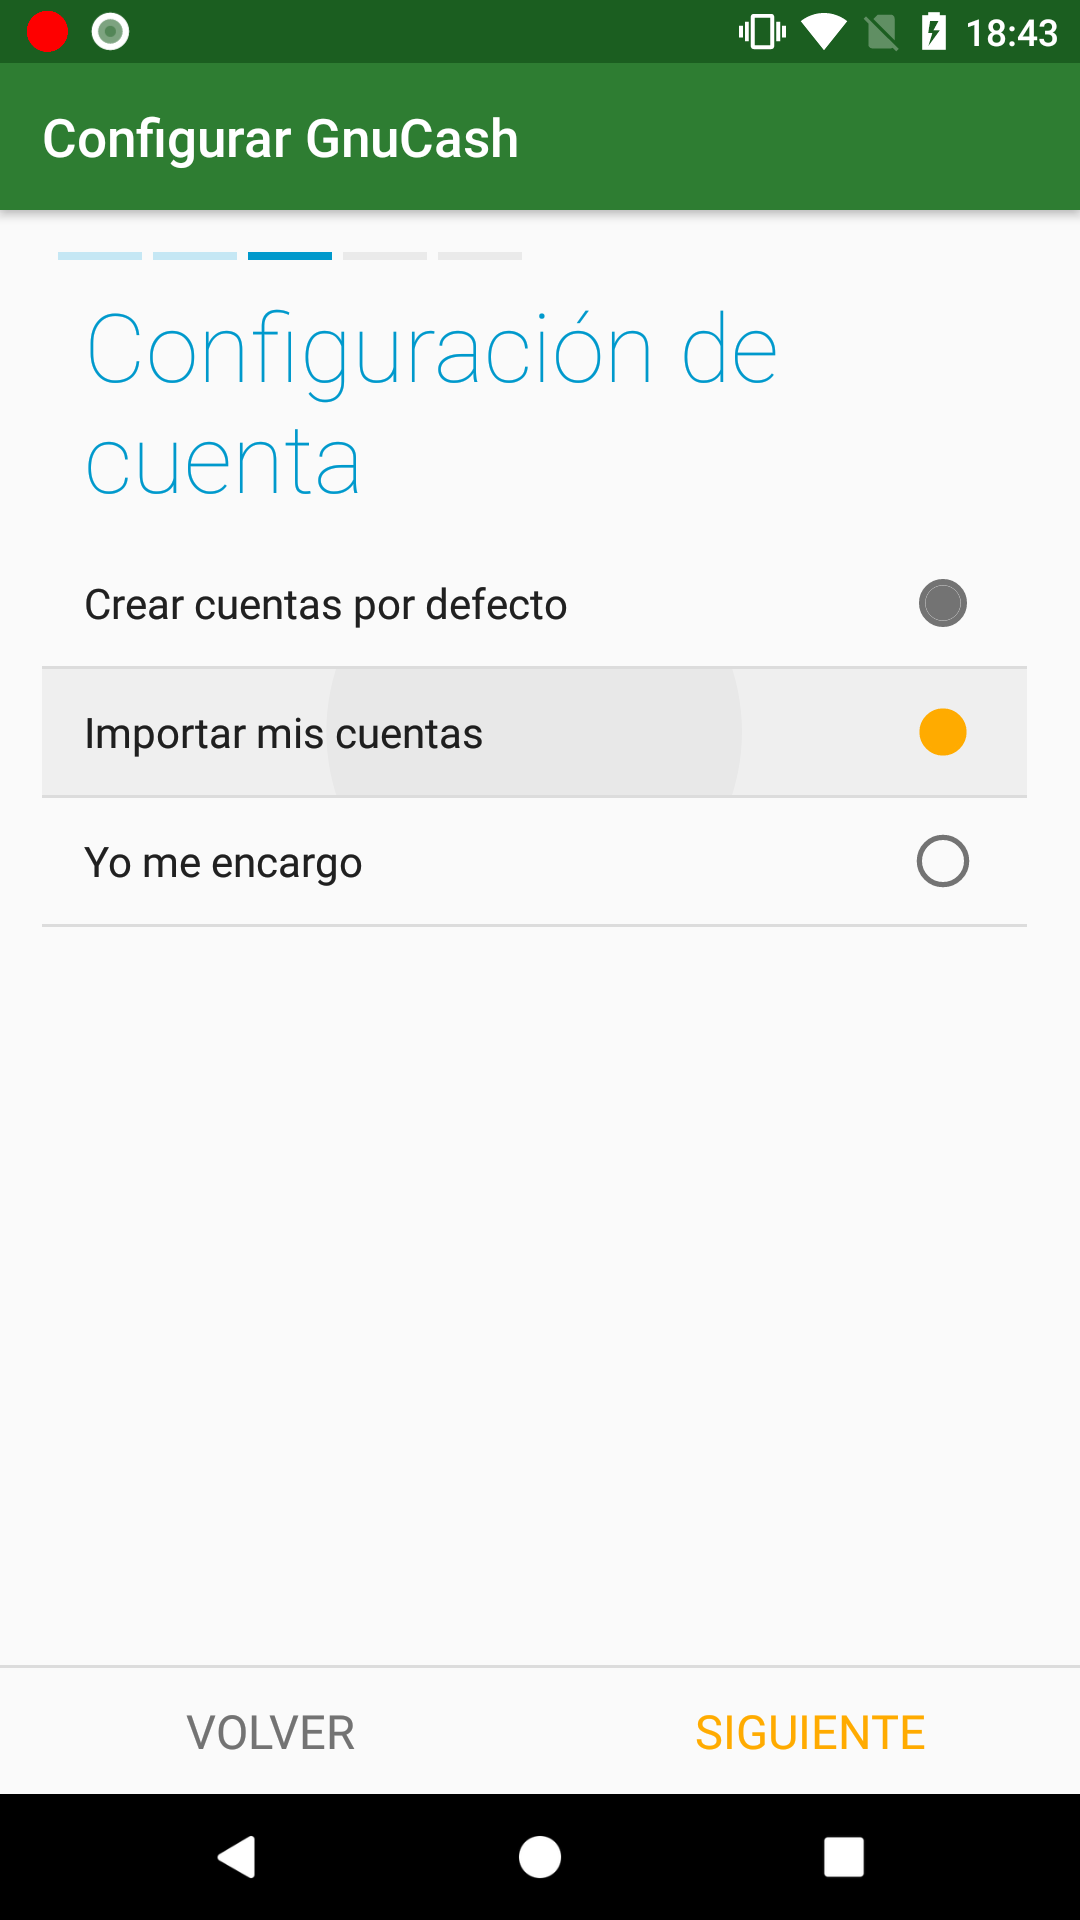 18:43
Configurar GnuCash
Configuración de
cuenta
Crear cuentas por defecto
Importar mis cuentas
Yo me encargo
VOLVER
SIGUIENTE